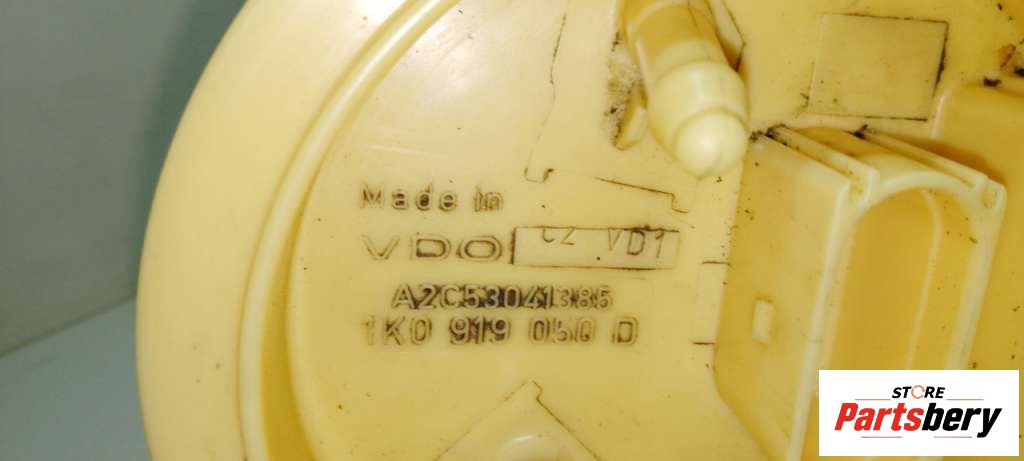 Made in
VDO CZ VD1
A2C53041385
1K0 919 050 D
STORE
Partsbery